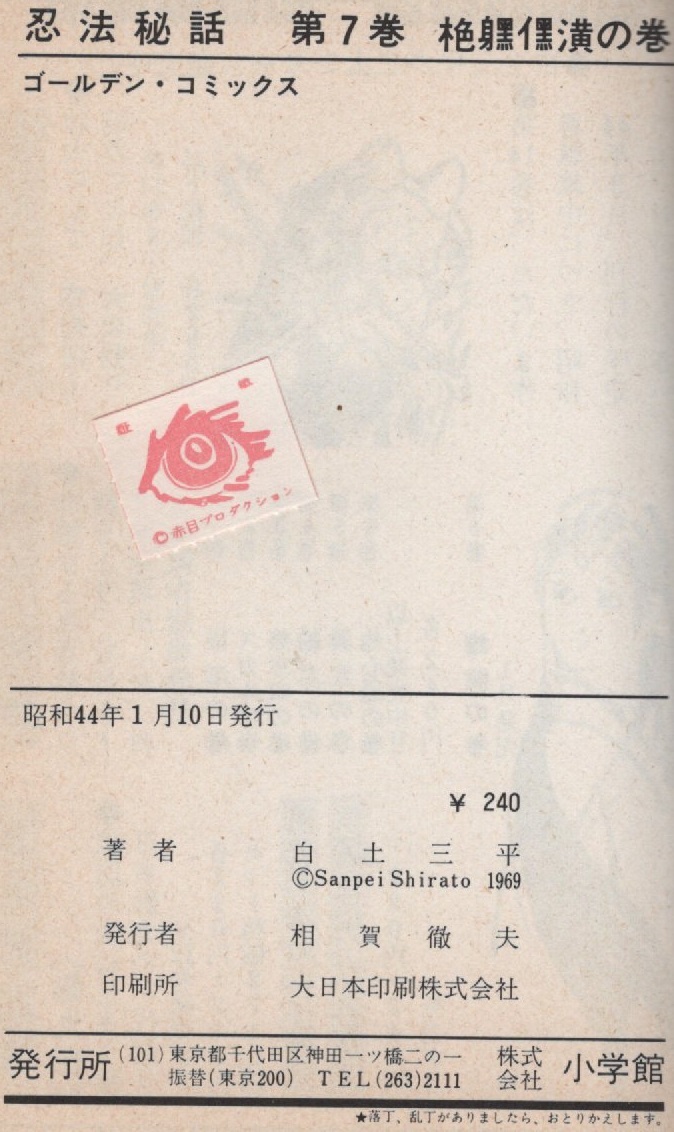 忍法秘話 第7巻 栬軆㒒潢の巻
ゴールデン・コミックス
©赤目プロダクション
昭和44年1月10日発行
¥ 240
著者 白土三平
©Sanpei Shirato 1969
発行者 相賀徹夫
印刷所 大日本印刷株式会社
発行所 (101)東京都千代田区神田一ツ橋二の一 株式会社 小学館
振替(東京200) TEL(263)2111
★落丁、乱丁がありましたら、おとりかえします。